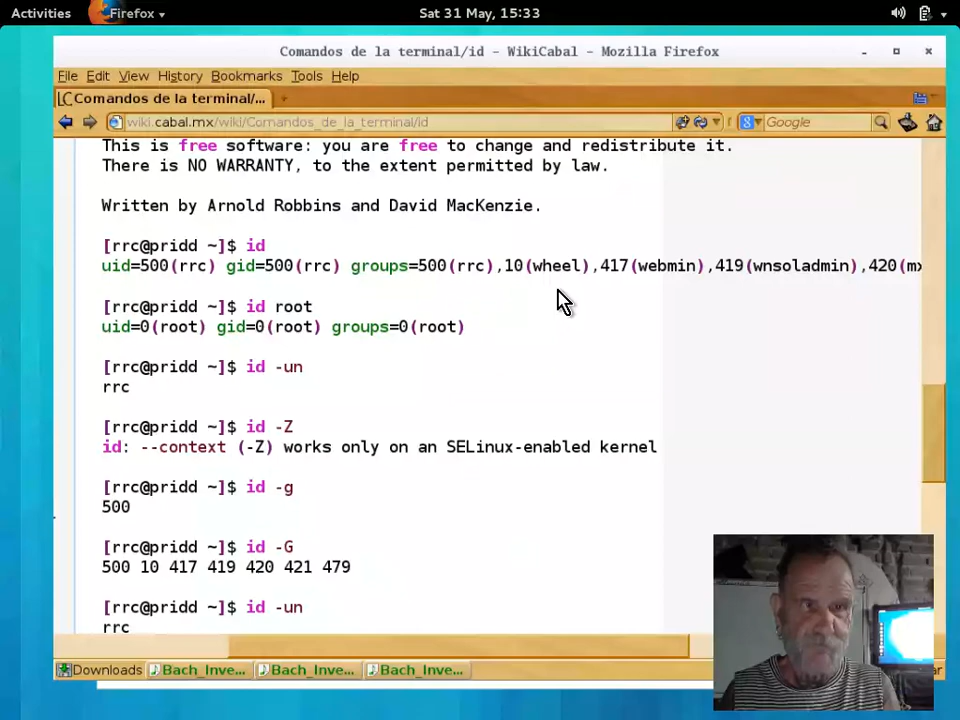 Activities Firefox Sat 31 May, 15:33
Comandos de la terminal/id - WikiCabal - Mozilla Firefox
File Edit View History Bookmarks Tools Help
Comandos de la terminal/...
wiki.cabal.mx/wiki/Comandos_de_la_terminal/id Google
This is free software: you are free to change and redistribute it.
There is NO WARRANTY, to the extent permitted by law.
Written by Arnold Robbins and David MacKenzie.
[rrc@pridd ~]$ id
uid=500(rrc) gid=500(rrc) groups=500(rrc),10(wheel),417(webmin),419(wnsoladmin),420(mx
[rrc@pridd ~]$ id root
uid=0(root) gid=0(root) groups=0(root)
[rrc@pridd ~]$ id -un
rrc
[rrc@pridd ~]$ id -Z
id: --context (-Z) works only on an SELinux-enabled kernel
[rrc@pridd ~]$ id -g
500
[rrc@pridd ~]$ id -G
500 10 417 419 420 421 479
[rrc@pridd ~]$ id -un
rrc
Downloads Bach_Inve... Bach_Inve... Bach_Inve...